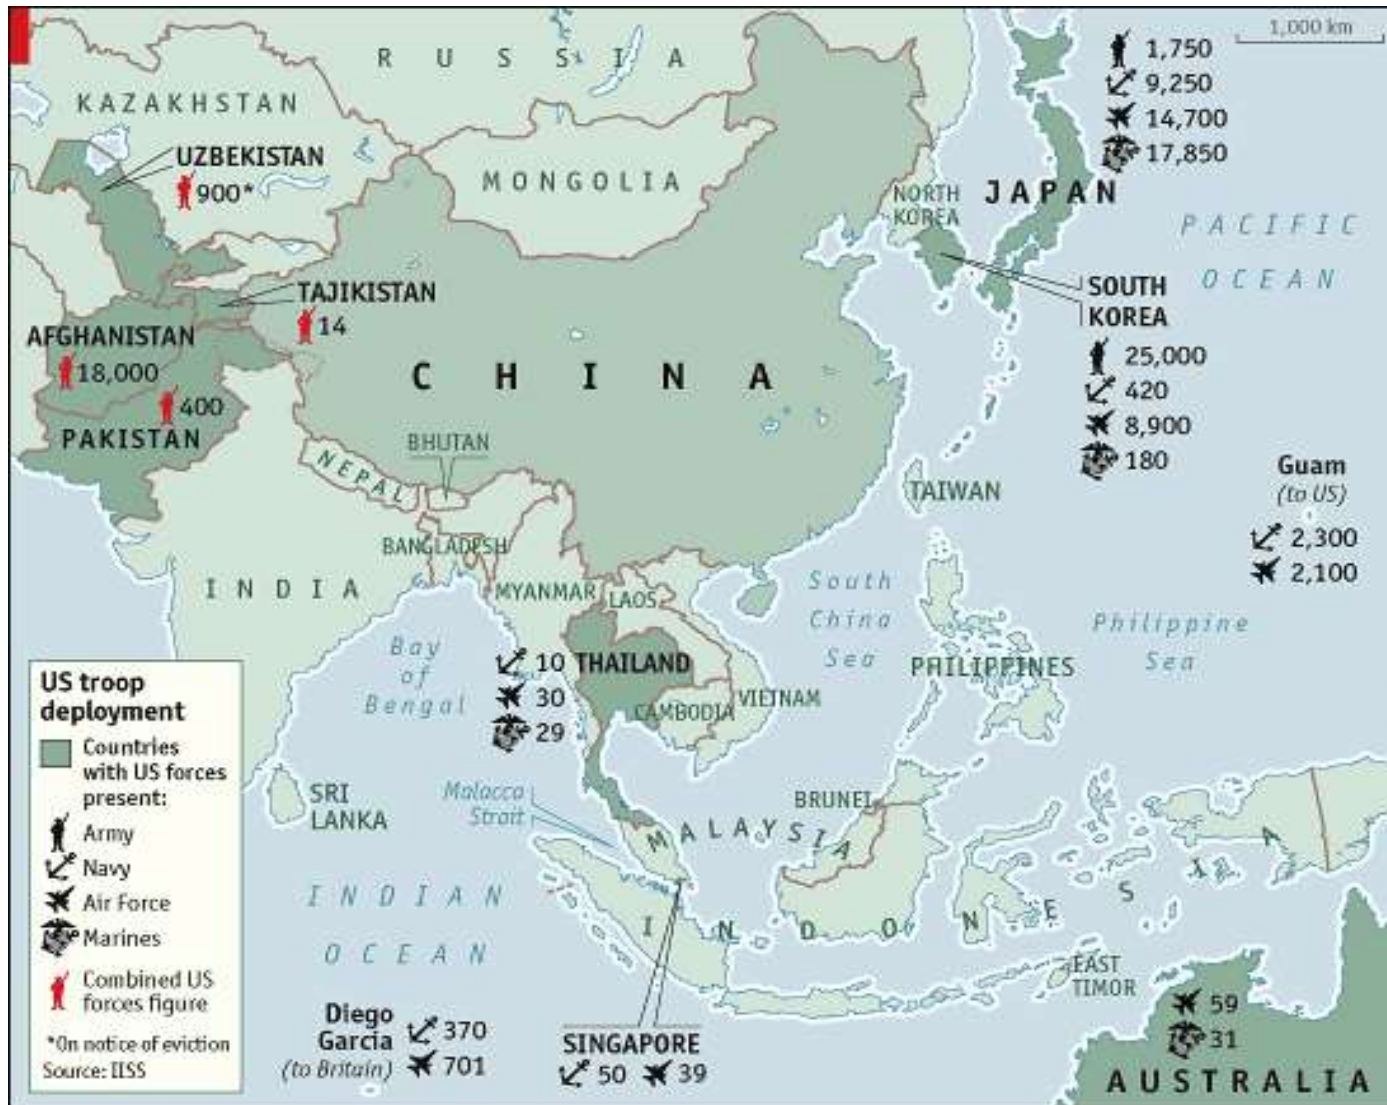 1,000 km
RUSSIA
KAZAKHSTAN
UZBEKISTAN
900*
MONGOLIA
1,750
9,250
14,700
17,850
JAPAN
NORTH
KOREA
PACIFIC
OCEAN
SOUTH
KOREA
25,000
420
8,900
180
TAJIKISTAN
14
AFGHANISTAN
18,000
400
PAKISTAN
CHINA
BHUTAN
NEPAL
TAIWAN
Guam
(to US)
2,300
2,100
BANGLADESH
INDIA
MYANMAR
LAOS
South
China
Sea
Philippine
Sea
PHILIPPINES
Bay
of
Bengal
10
30
29
THAILAND
CAMBODIA
VIETNAM
US troop
deployment
Countries
with US forces
present:
Army
Navy
Air Force
Marines
Combined US
forces figure
*On notice of eviction
Source: IISS
SRI
LANKA
Malacca
Strait
BRUNEI
MALAYSIA
INDONESIA
INDIAN
OCEAN
EAST
TIMOR
Diego
Garcia
(to Britain)
370
701
SINGAPORE
50 39
59
31
AUSTRALIA